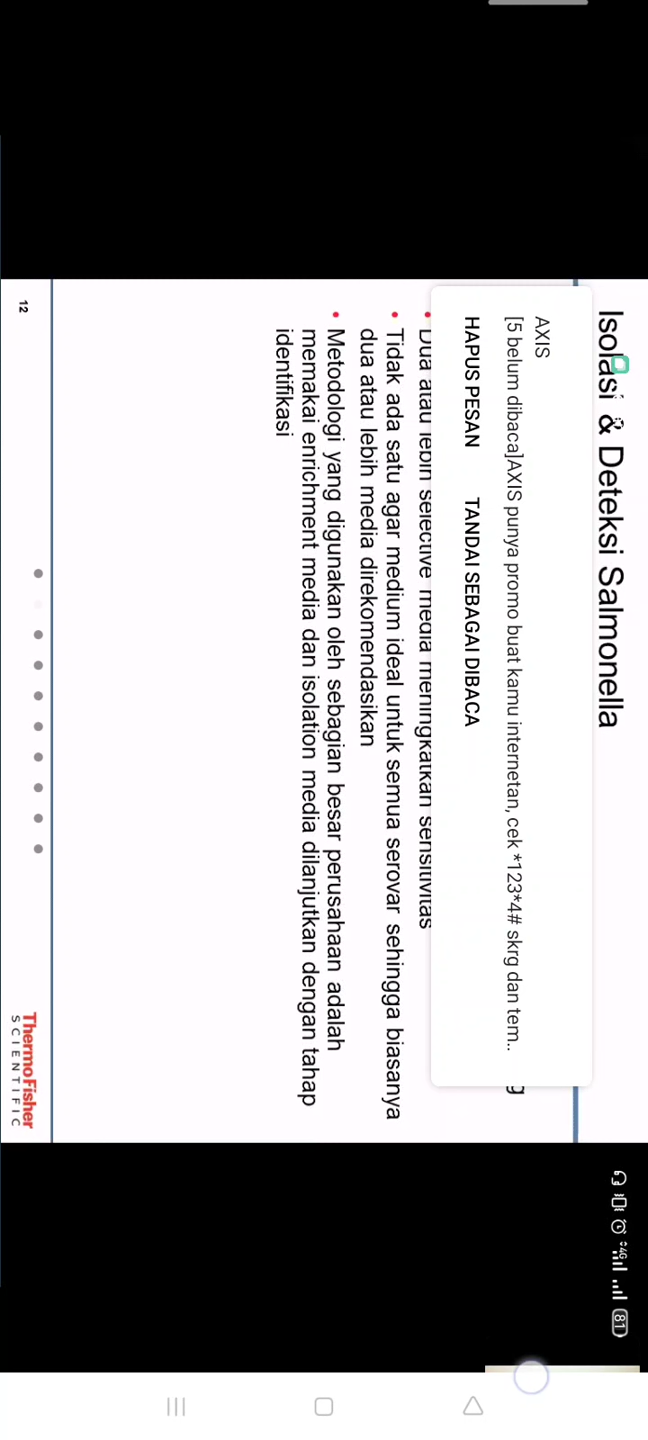 Isolasi & Deteksi Salmonella
81
AXIS
[5 belum dibaca]AXIS punya promo buat kamu internetan, cek *123*4# skrg dan tem..
HAPUS PESAN TANDAI SEBAGAI DIBACA
g
• Dua atau lebih selective media meningkatkan sensitivitas
• Tidak ada satu agar medium ideal untuk semua serovar sehingga biasanya
dua atau lebih media direkomendasikan
• Metodologi yang digunakan oleh sebagian besar perusahaan adalah
memakai enrichment media dan isolation media dilanjutkan dengan tahap
identifikasi
12
ThermoFisher
SCIENTIFIC